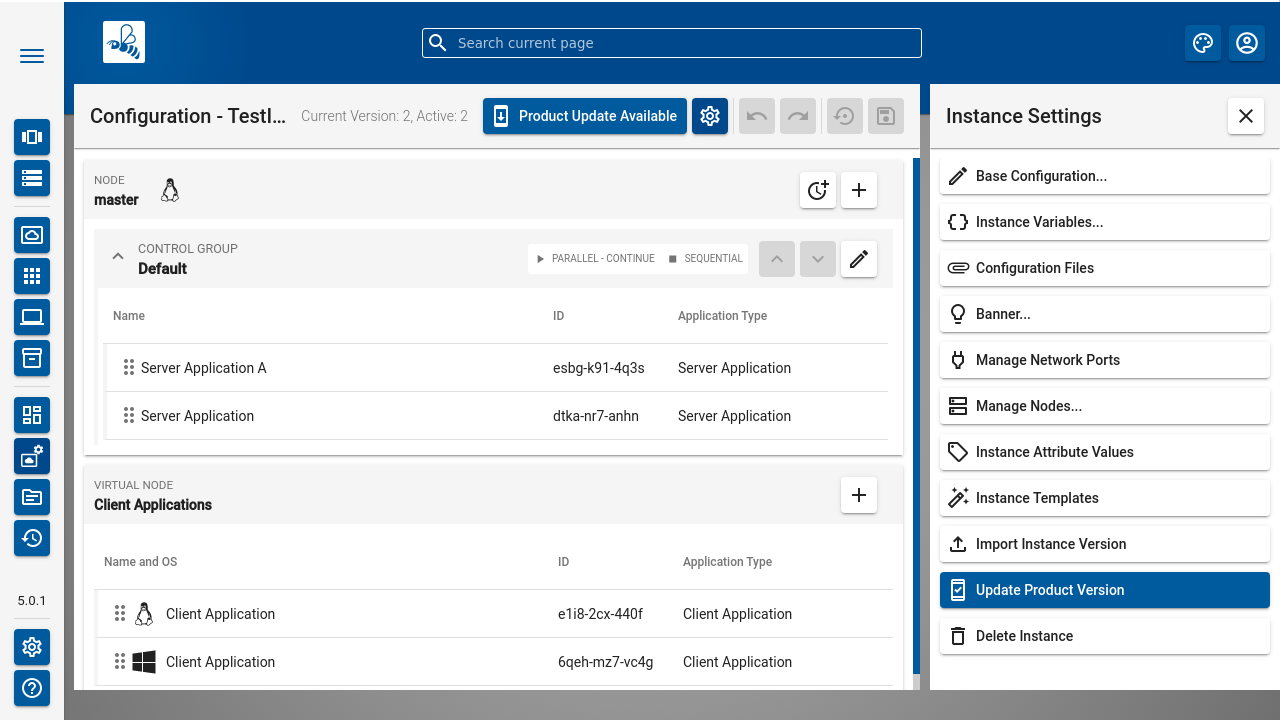 Search current page
Configuration - TestI...
Current Version: 2, Active: 2
Product Update Available
Instance Settings
NODE
master
CONTROL GROUP
Default
PARALLEL - CONTINUE
SEQUENTIAL
Name
ID
Application Type
Server Application A
esbg-k91-4q3s
Server Application
Server Application
dtka-nr7-anhn
Server Application
VIRTUAL NODE
Client Applications
Name and OS
ID
Application Type
Client Application
e1i8-2cx-440f
Client Application
Client Application
6qeh-mz7-vc4g
Client Application
Base Configuration...
Instance Variables...
Configuration Files
Banner...
Manage Network Ports
Manage Nodes...
Instance Attribute Values
Instance Templates
Import Instance Version
Update Product Version
Delete Instance
5.0.1